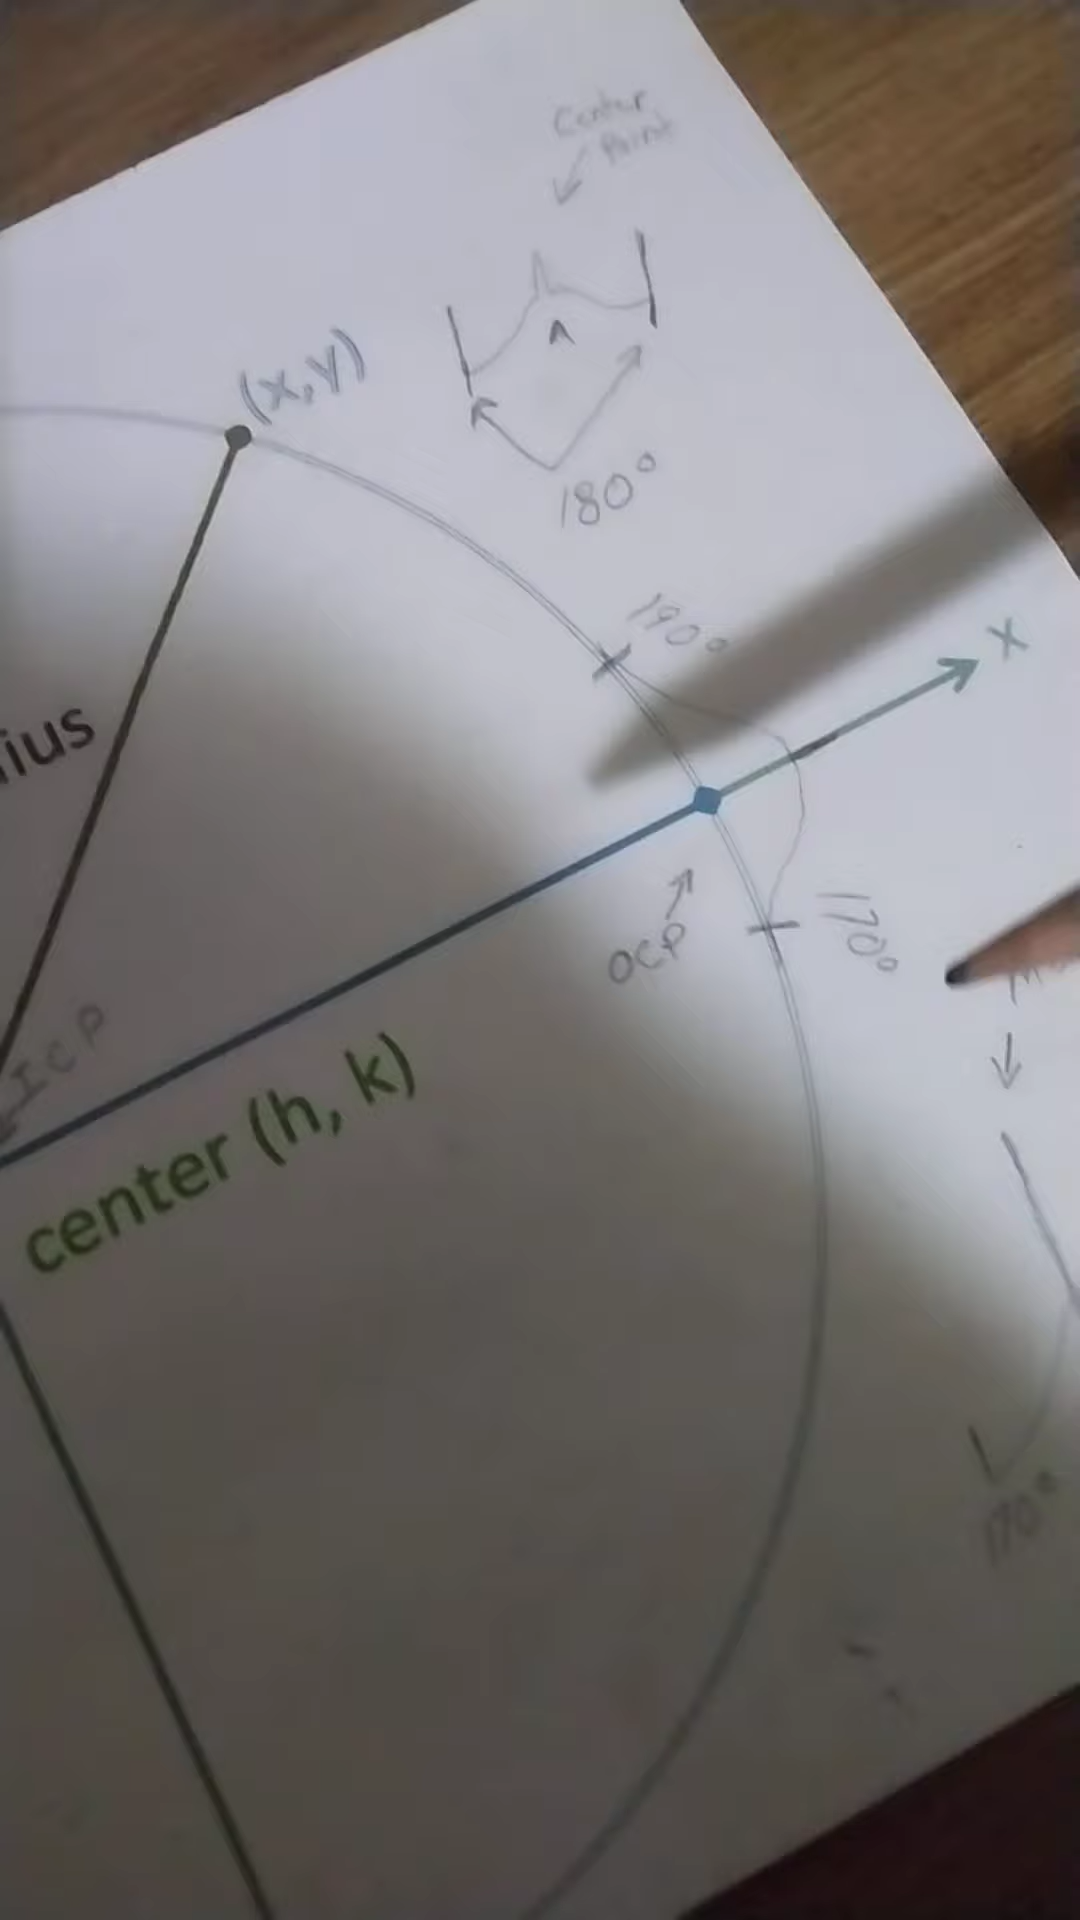 Center
Point
(x,y)
180°
190°
X
ius
OCP
170°
ICP
center (h, k)
170°